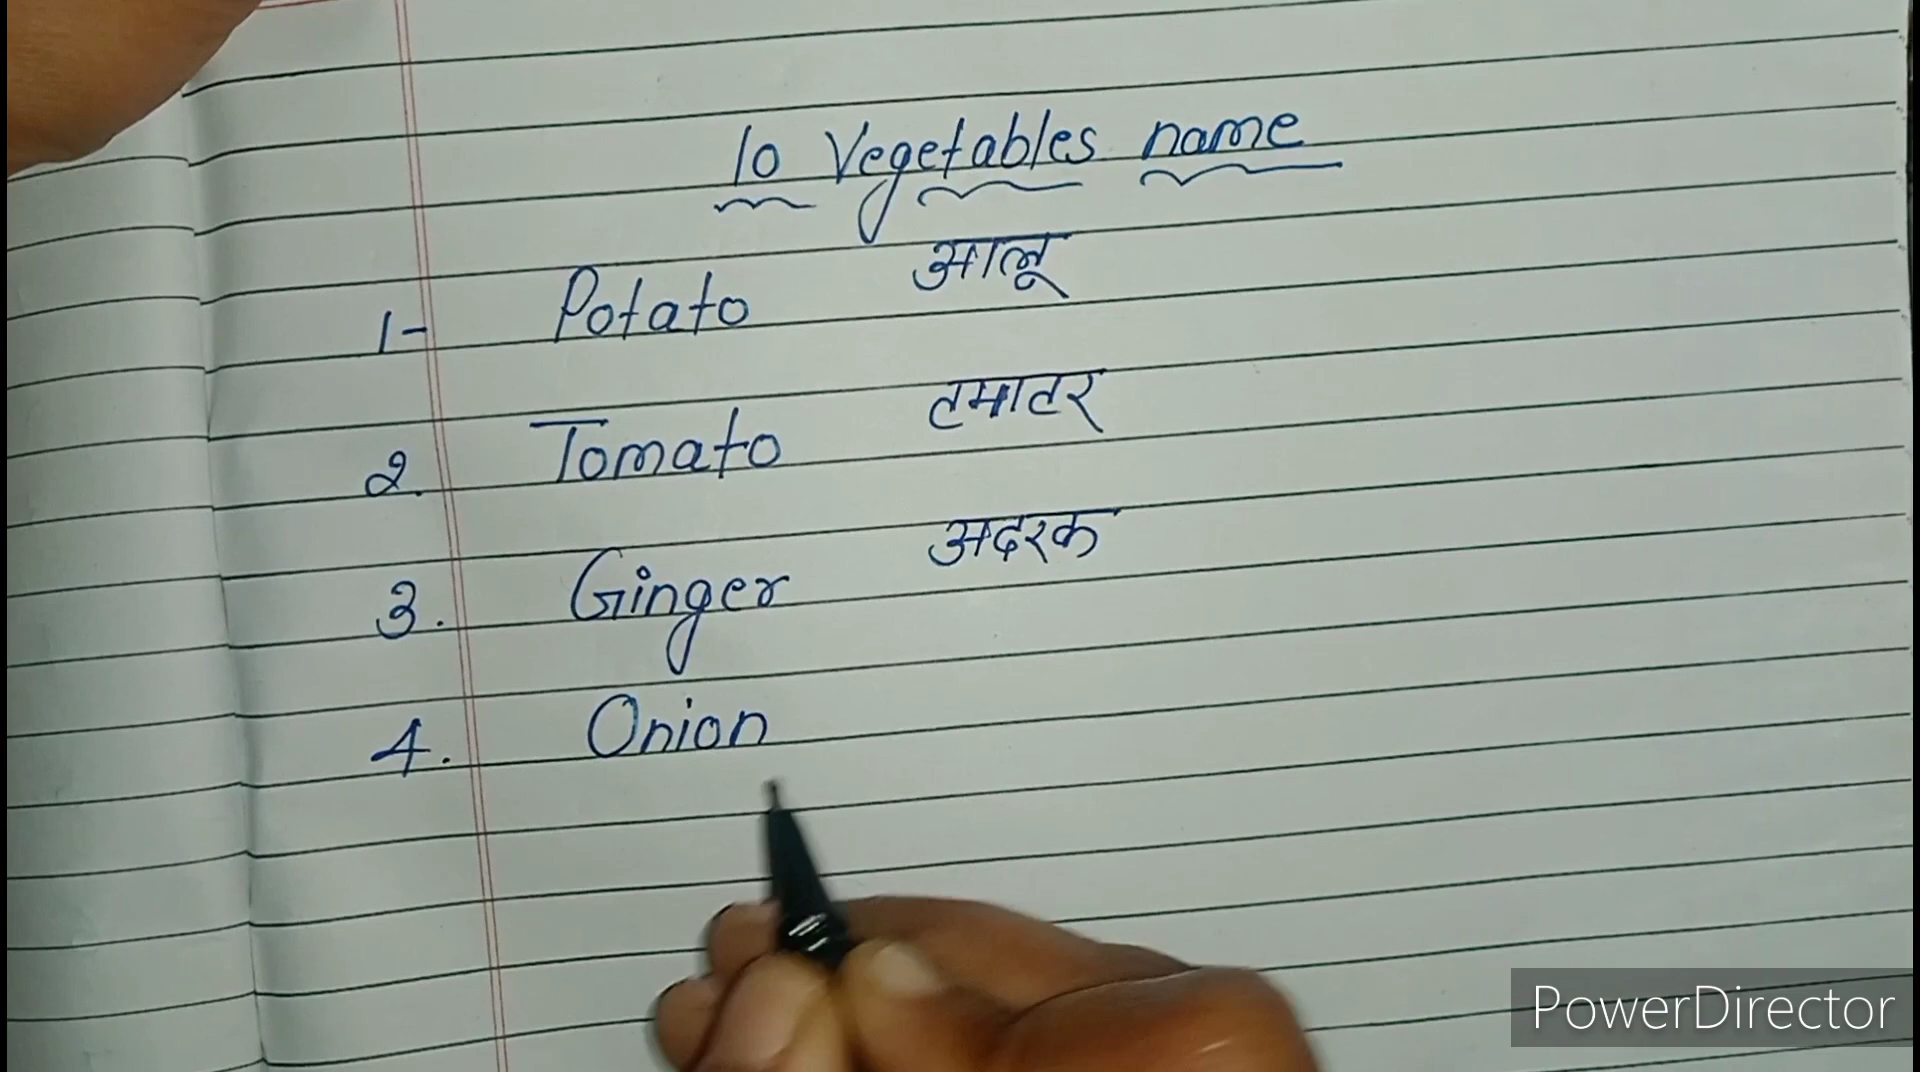 10 Vegetables name
1- Potato आलू
2. Tomato टमाटर
3. Ginger अदरक
4. Onion
PowerDirector